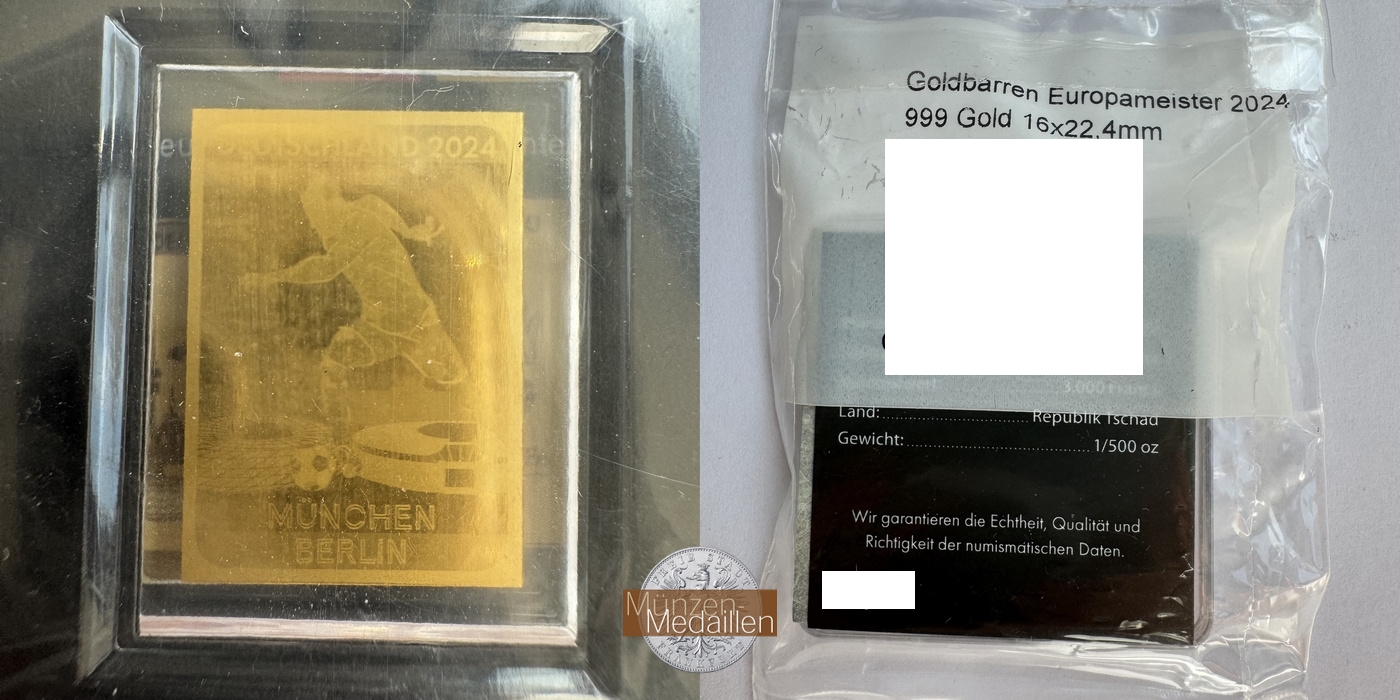 2024
MÜNCHEN
BERLIN
Goldbarren Europameister 2024
999 Gold 16x22,4mm
3.000 Francs
Land: Republik Tschad
Gewicht: 1/500 oz
Wir garantieren die Echtheit, Qualität und
Richtigkeit der numismatischen Daten.
Münzen-
Medaillen